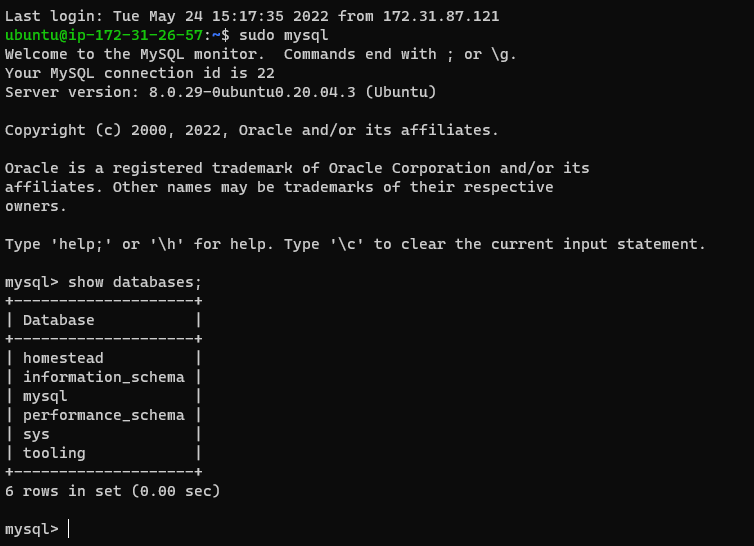 Last login: Tue May 24 15:17:35 2022 from 172.31.87.121
ubuntu@ip-172-31-26-57:~$ sudo mysql
Welcome to the MySQL monitor.  Commands end with ; or \g.
Your MySQL connection id is 22
Server version: 8.0.29-0ubuntu0.20.04.3 (Ubuntu)

Copyright (c) 2000, 2022, Oracle and/or its affiliates.

Oracle is a registered trademark of Oracle Corporation and/or its
affiliates. Other names may be trademarks of their respective
owners.

Type 'help;' or '\h' for help. Type '\c' to clear the current input statement.

mysql> show databases;
+--------------------+
| Database           |
+--------------------+
| homestead          |
| information_schema |
| mysql              |
| performance_schema |
| sys                |
| tooling            |
+--------------------+
6 rows in set (0.00 sec)

mysql>